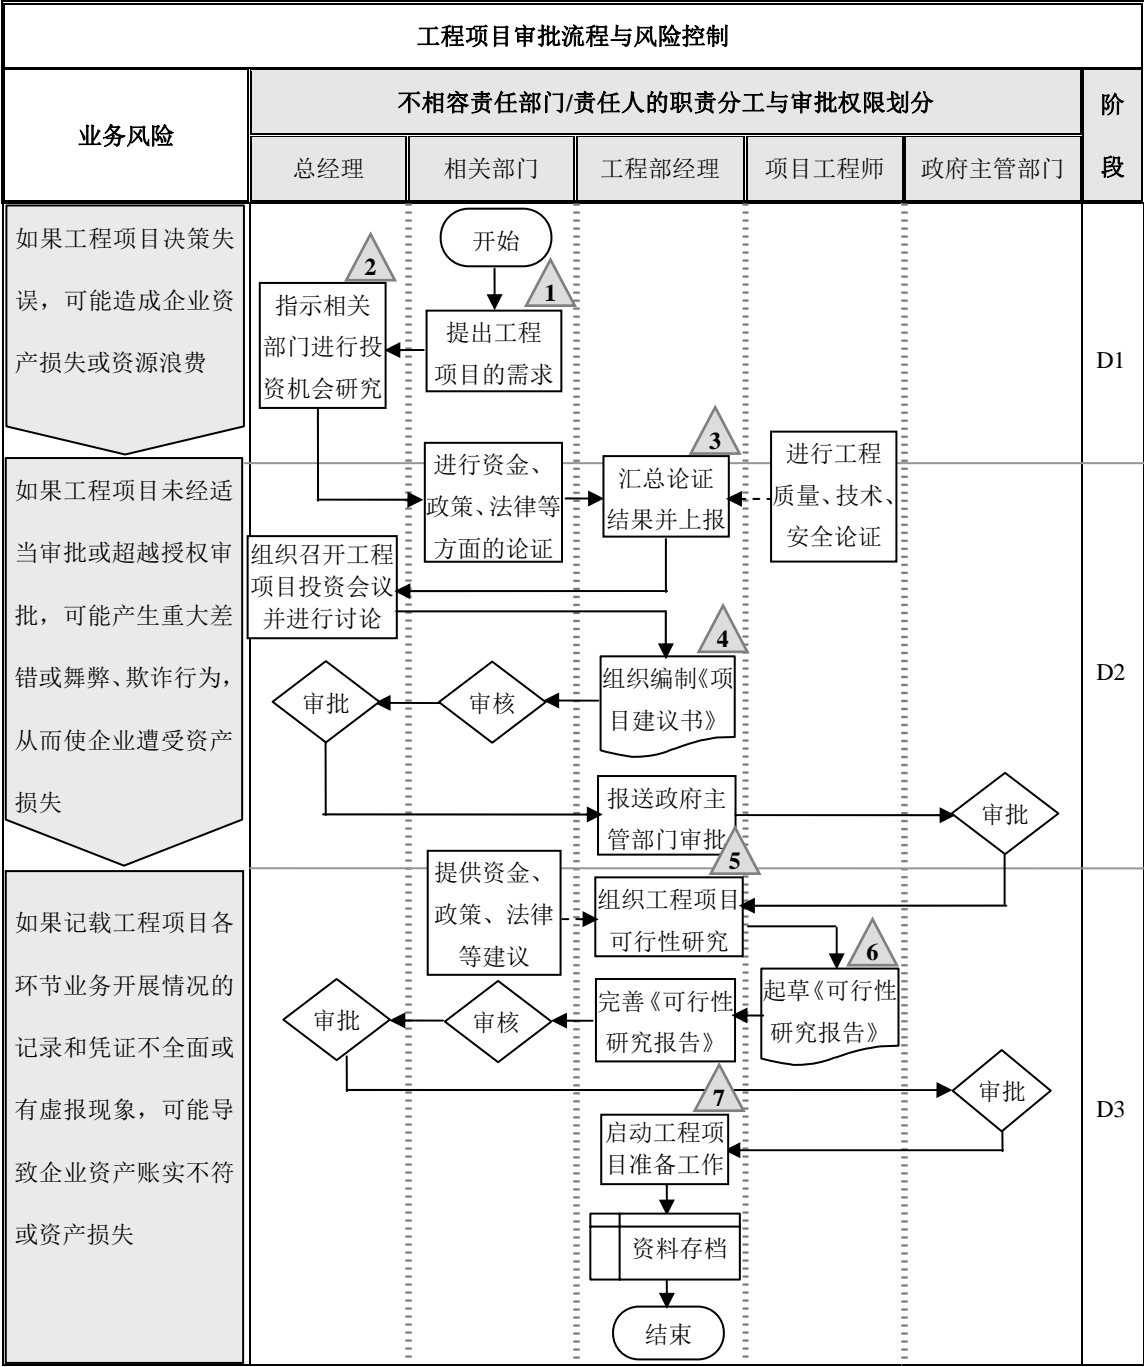 工程项目审批流程与风险控制
业务风险
不相容责任部门/责任人的职责分工与审批权限划分
阶
段
总经理
相关部门
工程部经理
项目工程师
政府主管部门
如果工程项目决策失
误，可能造成企业资
产损失或资源浪费
开始
1
2
指示相关
部门进行投
资机会研究
提出工程
项目的需求
D1
如果工程项目未经适
当审批或超越授权审
批，可能产生重大差
错或舞弊、欺诈行为，
从而使企业遭受资产
损失
进行资金、
政策、法律等
方面的论证
3
汇总论证
结果并上报
进行工程
质量、技术、
安全论证
组织召开工程
项目投资会议
并进行讨论
4
组织编制《项
目建议书》
审核
审批
报送政府主
管部门审批
审批
D2
如果记载工程项目各
环节业务开展情况的
记录和凭证不全面或
有虚报现象，可能导
致企业资产账实不符
或资产损失
提供资金、
政策、法律
等建议
5
组织工程项目
可行性研究
6
起草《可行性
研究报告》
完善《可行性
研究报告》
审核
审批
审批
7
启动工程项
目准备工作
资料存档
结束
D3